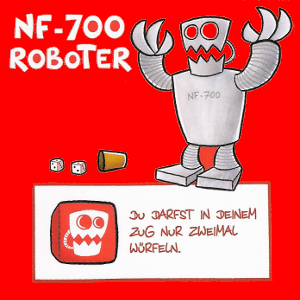 NF-700
ROBOTER
NF-700
DU DARFST IN DEINEM
ZUG NUR ZWEIMAL
WÜRFELN.